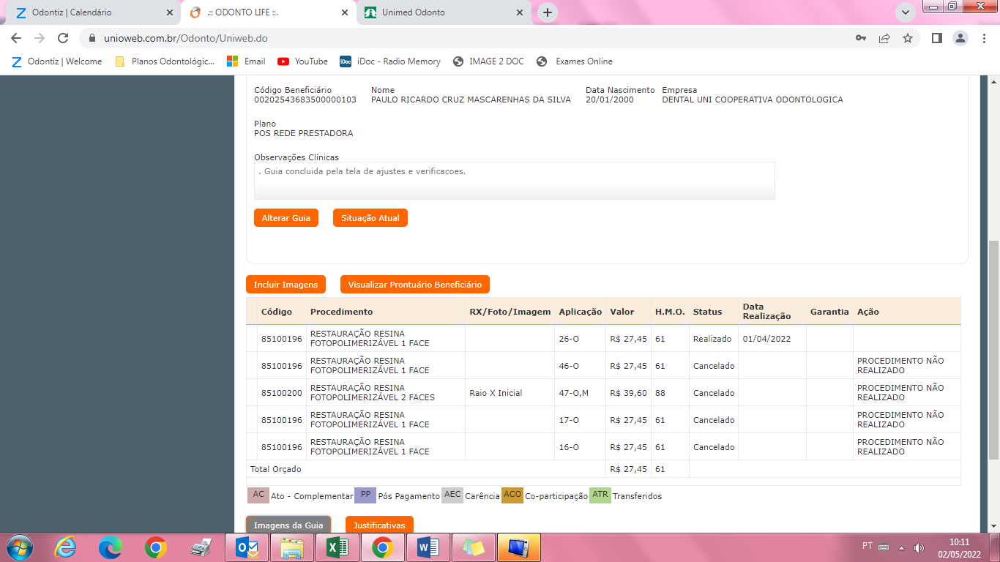 Odontiz | Calendário
.:: ODONTO LIFE ::.
Unimed Odonto
unioweb.com.br/Odonto/Uniweb.do
Odontiz | Welcome
Planos Odontológic...
Email
YouTube
iDoc
iDoc - Radio Memory
IMAGE 2 DOC
Exames Online
Código Beneficiário Nome Data Nascimento Empresa
00202543683500000103 PAULO RICARDO CRUZ MASCARENHAS DA SILVA 20/01/2000 DENTAL UNI COOPERATIVA ODONTOLOGICA
Plano
POS REDE PRESTADORA
Observações Clínicas
. Guia concluida pela tela de ajustes e verificacoes.
Alterar Guia Situação Atual
Incluir Imagens Visualizar Prontuário Beneficiário
Código Procedimento RX/Foto/Imagem Aplicação Valor H.M.O. Status Data Realização Garantia Ação
85100196 RESTAURAÇÃO RESINA FOTOPOLIMERIZÁVEL 1 FACE 26-O R$ 27,45 61 Realizado 01/04/2022
85100196 RESTAURAÇÃO RESINA FOTOPOLIMERIZÁVEL 1 FACE 46-O R$ 27,45 61 Cancelado PROCEDIMENTO NÃO REALIZADO
85100200 RESTAURAÇÃO RESINA FOTOPOLIMERIZÁVEL 2 FACES Raio X Inicial 47-O,M R$ 39,60 88 Cancelado PROCEDIMENTO NÃO REALIZADO
85100196 RESTAURAÇÃO RESINA FOTOPOLIMERIZÁVEL 1 FACE 17-O R$ 27,45 61 Cancelado PROCEDIMENTO NÃO REALIZADO
85100196 RESTAURAÇÃO RESINA FOTOPOLIMERIZÁVEL 1 FACE 16-O R$ 27,45 61 Cancelado PROCEDIMENTO NÃO REALIZADO
Total Orçado R$ 27,45 61
AC Ato - Complementar PP Pós Pagamento AEC Carência ACO Co-participação ATR Transferidos
Imagens da Guia Justificativas
PT
10:11
02/05/2022